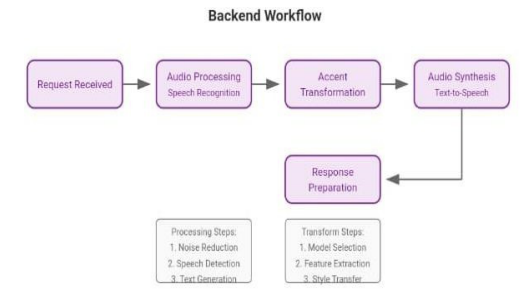 Backend Workflow
Request Received
Audio Processing
Speech Recognition
Accent
Transformation
Audio Synthesis
Text-to-Speech
Response
Preparation
Processing Steps:
1. Noise Reduction
2. Speech Detection
3. Text Generation
Transform Steps:
1. Model Selection
2. Feature Extraction
3. Style Transfer